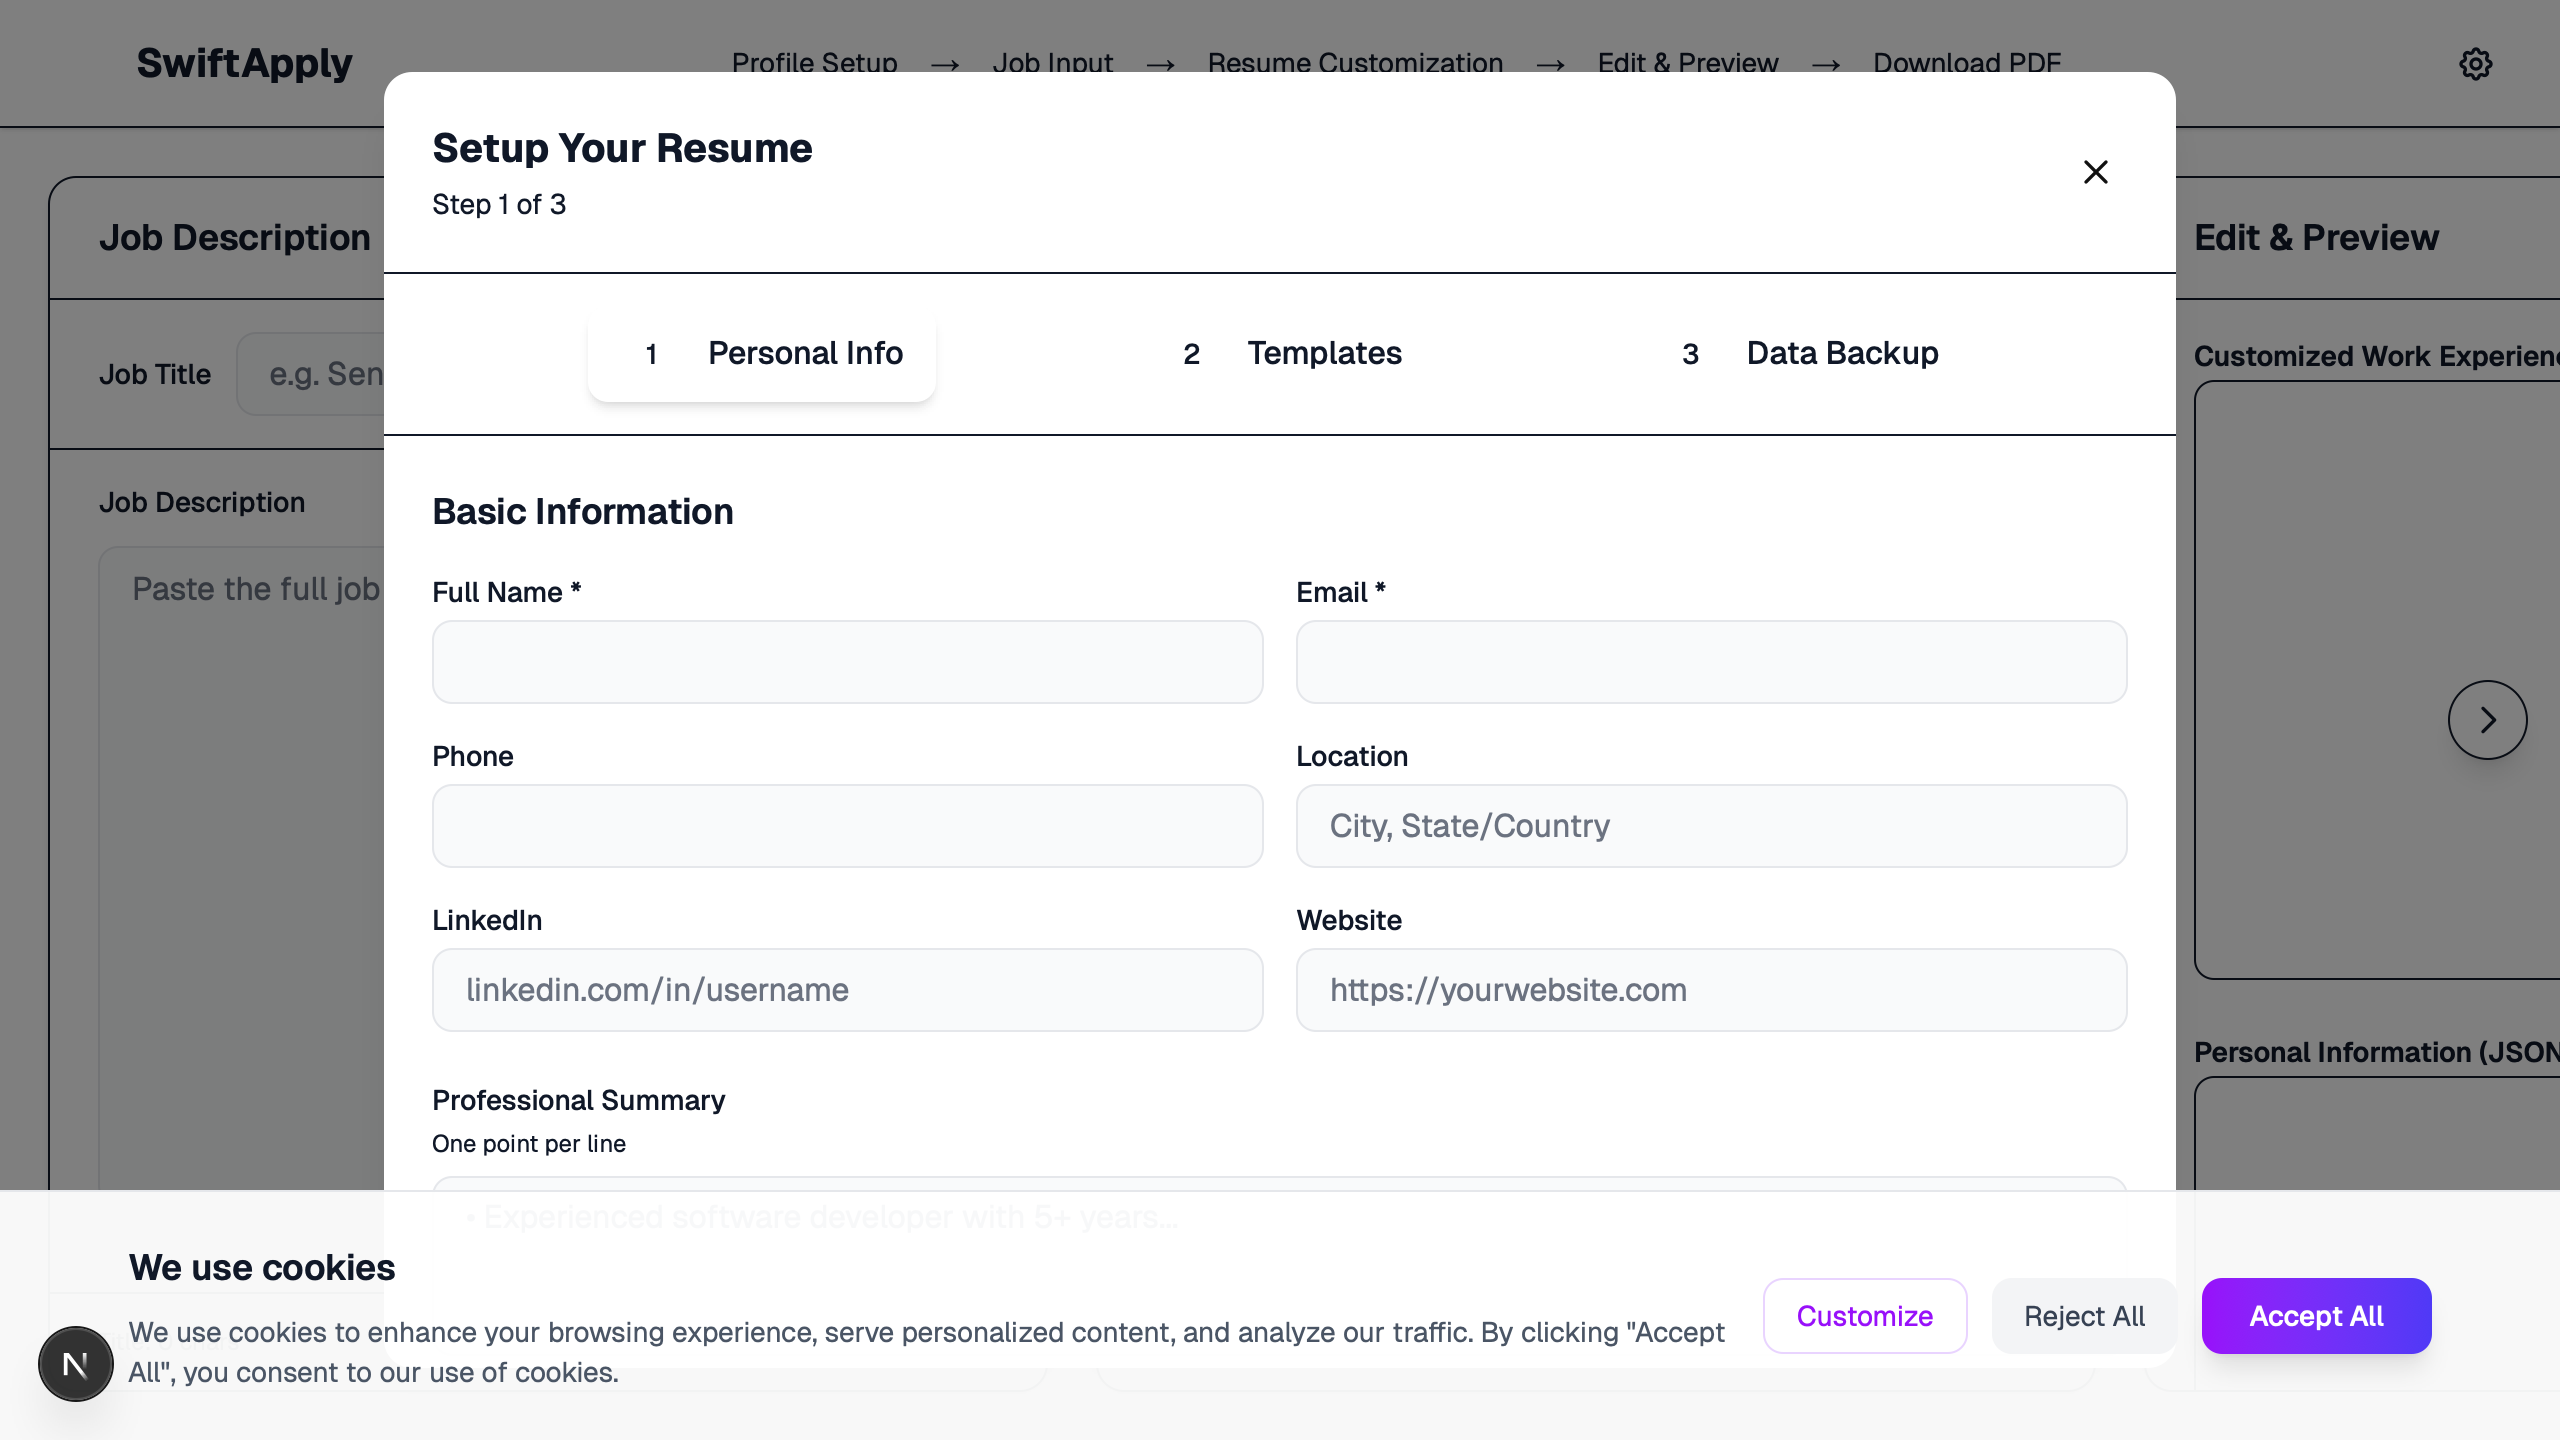 SwiftApply
Profile Setup → Job Input → Resume Customization → Edit & Preview → Download PDF
Setup Your Resume
Step 1 of 3
1 Personal Info
2 Templates
3 Data Backup
Job Description
Job Title
e.g. Sen
Job Description
Paste the full job
Basic Information
Full Name *
Email *
Phone
Location
City, State/Country
LinkedIn
Website
linkedin.com/in/username
https://yourwebsite.com
Professional Summary
One point per line
• Experienced software developer with 5+ years...
Edit & Preview
Customized Work Experienc
Personal Information (JSON
We use cookies
We use cookies to enhance your browsing experience, serve personalized content, and analyze our traffic. By clicking "Accept
All", you consent to our use of cookies.
Customize
Reject All
Accept All
N